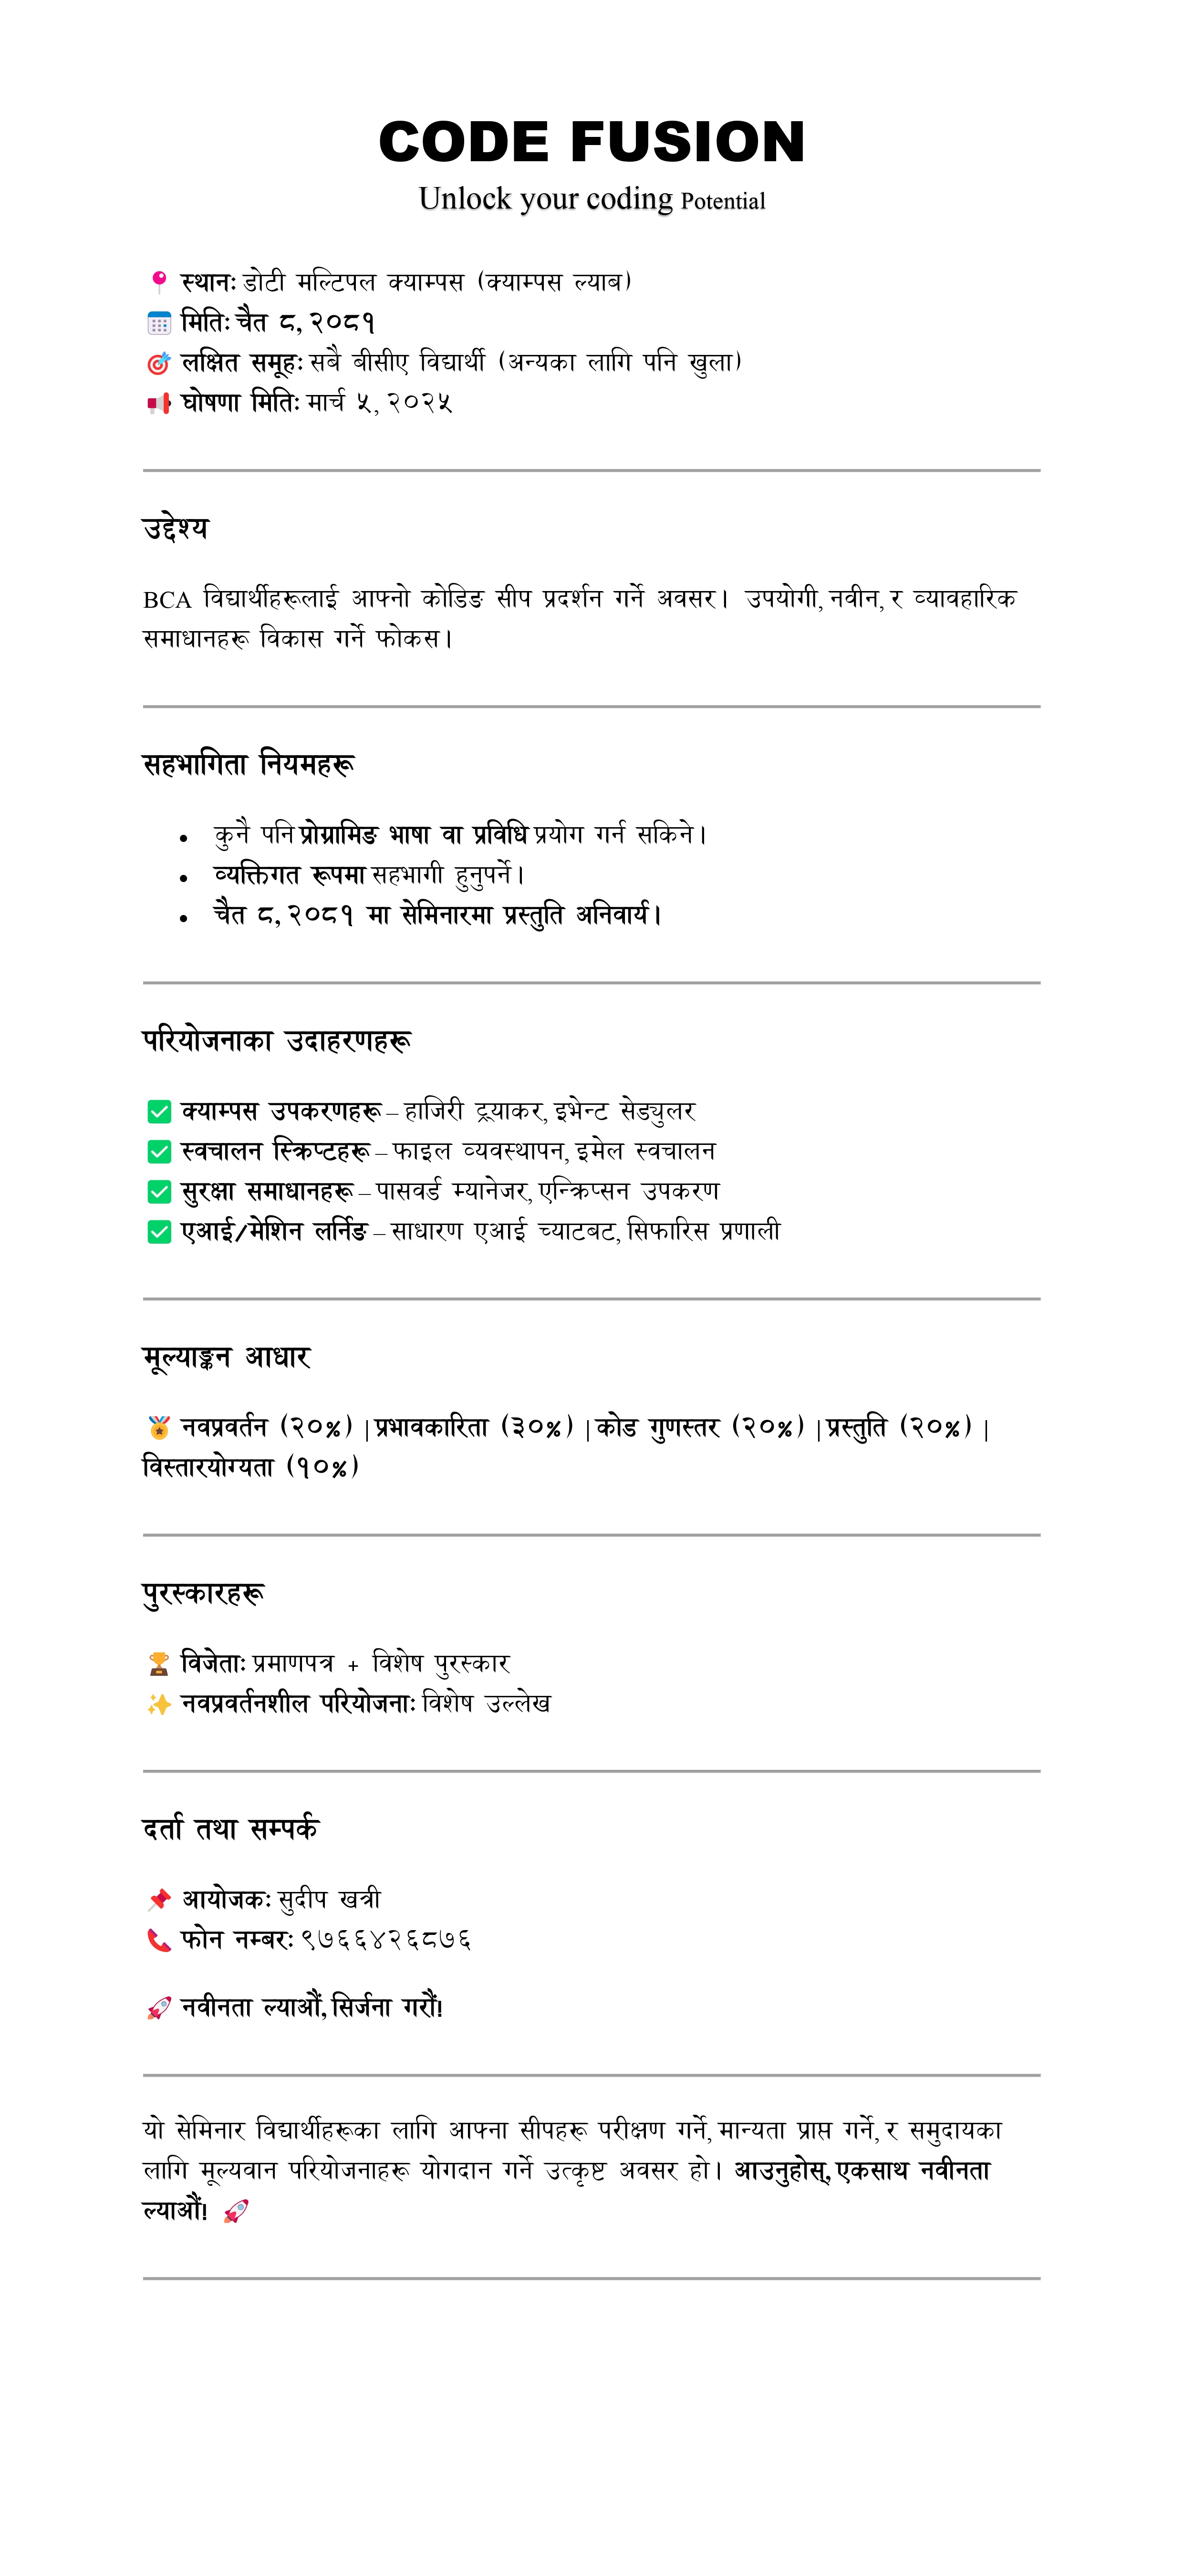 CODE FUSION
Unlock your coding Potential
📍 स्थानः डोटी मल्टिपल क्याम्पस (क्याम्पस ल्याब)
📅 मितिः चैत ८, २०८१
🎯 लक्षित समूहः सबै बीसीए विद्यार्थी (अन्यका लागि पनि खुला)
📢 घोषणा मितिः मार्च ५, २०२५
उद्देश्य
BCA विद्यार्थीहरूलाई आफ्नो कोडिङ सीप प्रदर्शन गर्ने अवसर। उपयोगी, नवीन, र व्यावहारिक
समाधानहरू विकास गर्ने फोकस।
सहभागिता नियमहरू
• कुनै पनि प्रोग्रामिङ भाषा वा प्रविधि प्रयोग गर्न सकिने।
• व्यक्तिगत रूपमा सहभागी हुनुपर्ने।
• चैत ८, २०८१ मा सेमिनारमा प्रस्तुति अनिवार्य।
परियोजनाका उदाहरणहरू
✅ क्याम्पस उपकरणहरू – हाजिरी ट्र्याकर, इभेन्ट सेड्युलर
✅ स्वचालन स्क्रिप्टहरू – फाइल व्यवस्थापन, इमेल स्वचालन
✅ सुरक्षा समाधानहरू – पासवर्ड म्यानेजर, एन्क्रिप्सन उपकरण
✅ एआई/मेशिन लर्निङ – साधारण एआई च्याटबट, सिफारिस प्रणाली
मूल्याङ्कन आधार
🏅 नवप्रवर्तन (२०%) | प्रभावकारिता (३०%) | कोड गुणस्तर (२०%) | प्रस्तुति (२०%) |
विस्तारयोग्यता (१०%)
पुरस्कारहरू
🏆 विजेताः प्रमाणपत्र + विशेष पुरस्कार
✨ नवप्रवर्तनशील परियोजनाः विशेष उल्लेख
दर्ता तथा सम्पर्क
📌 आयोजकः सुदीप खत्री
📞 फोन नम्बरः ९७६६४२६८७६
🚀 नवीनता ल्याऔं, सिर्जना गरौं!
यो सेमिनार विद्यार्थीहरूका लागि आफ्ना सीपहरू परीक्षण गर्ने, मान्यता प्राप्त गर्ने, र समुदायका
लागि मूल्यवान परियोजनाहरू योगदान गर्ने उत्कृष्ट अवसर हो। आउनुहोस्, एकसाथ नवीनता
ल्याऔं! 🚀